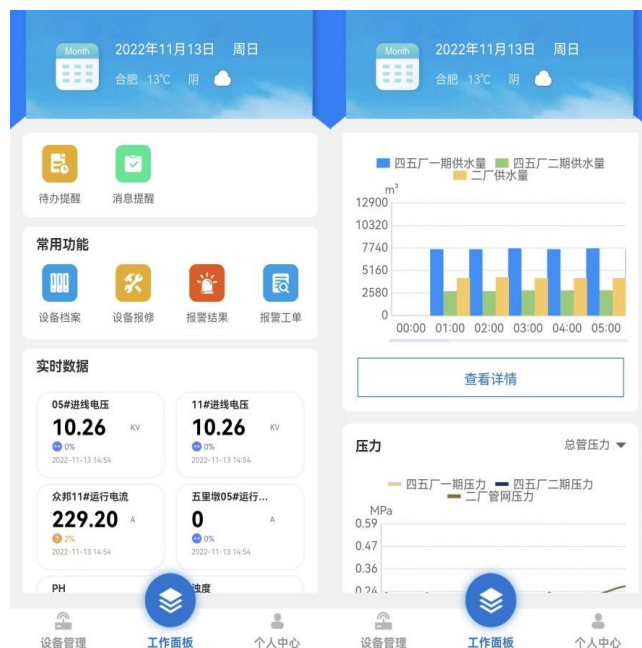 Month
2022年11月13日 周日
合肥 13℃ 阴
待办提醒 消息提醒
常用功能
设备档案 设备报修 报警结果 报警工单
实时数据
05#进线电压
10.26 KV
0%
2022-11-13 14:54
11#进线电压
10.26 KV
0%
2022-11-13 14:54
众邦11#运行电流
229.20 A
2%
2022-11-13 14:54
五里墩05#运行...
0 A
0%
2022-11-13 14:54
PH
浊度
设备管理 工作面板 个人中心
Month
2022年11月13日 周日
合肥 13℃ 阴
四五厂一期供水量 四五厂二期供水量
二厂供水量
m³
12900
10320
7740
5160
2580
0
00:00 01:00 02:00 03:00 04:00 05:00
查看详情
压力 总管压力
四五厂一期压力 四五厂二期压力
二厂管网压力
MPa
0.59
0.47
0.36
0.24
设备管理 工作面板 个人中心